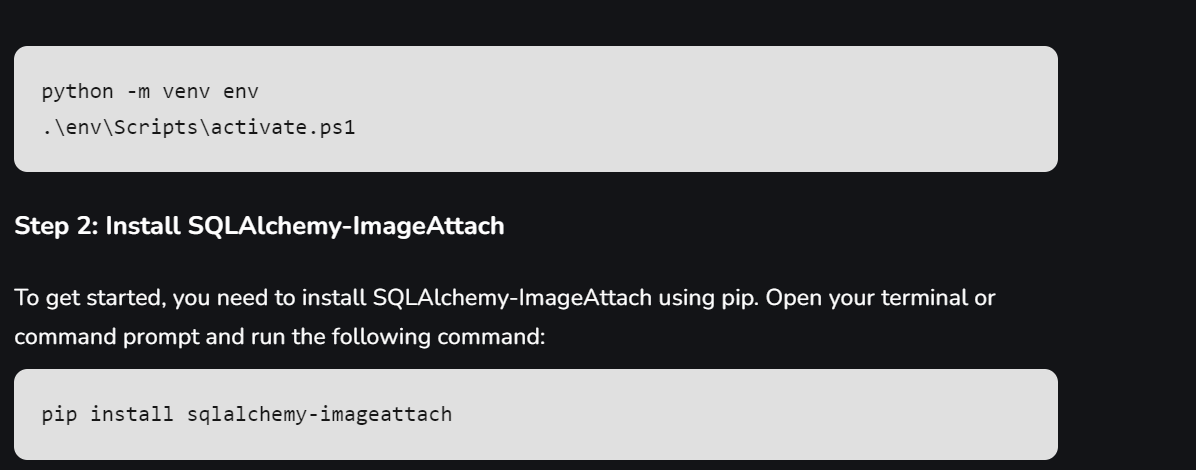 python -m venv env
.\env\Scripts\activate.ps1
Step 2: Install SQLAlchemy-ImageAttach
To get started, you need to install SQLAlchemy-ImageAttach using pip. Open your terminal or
command prompt and run the following command:
pip install sqlalchemy-imageattach